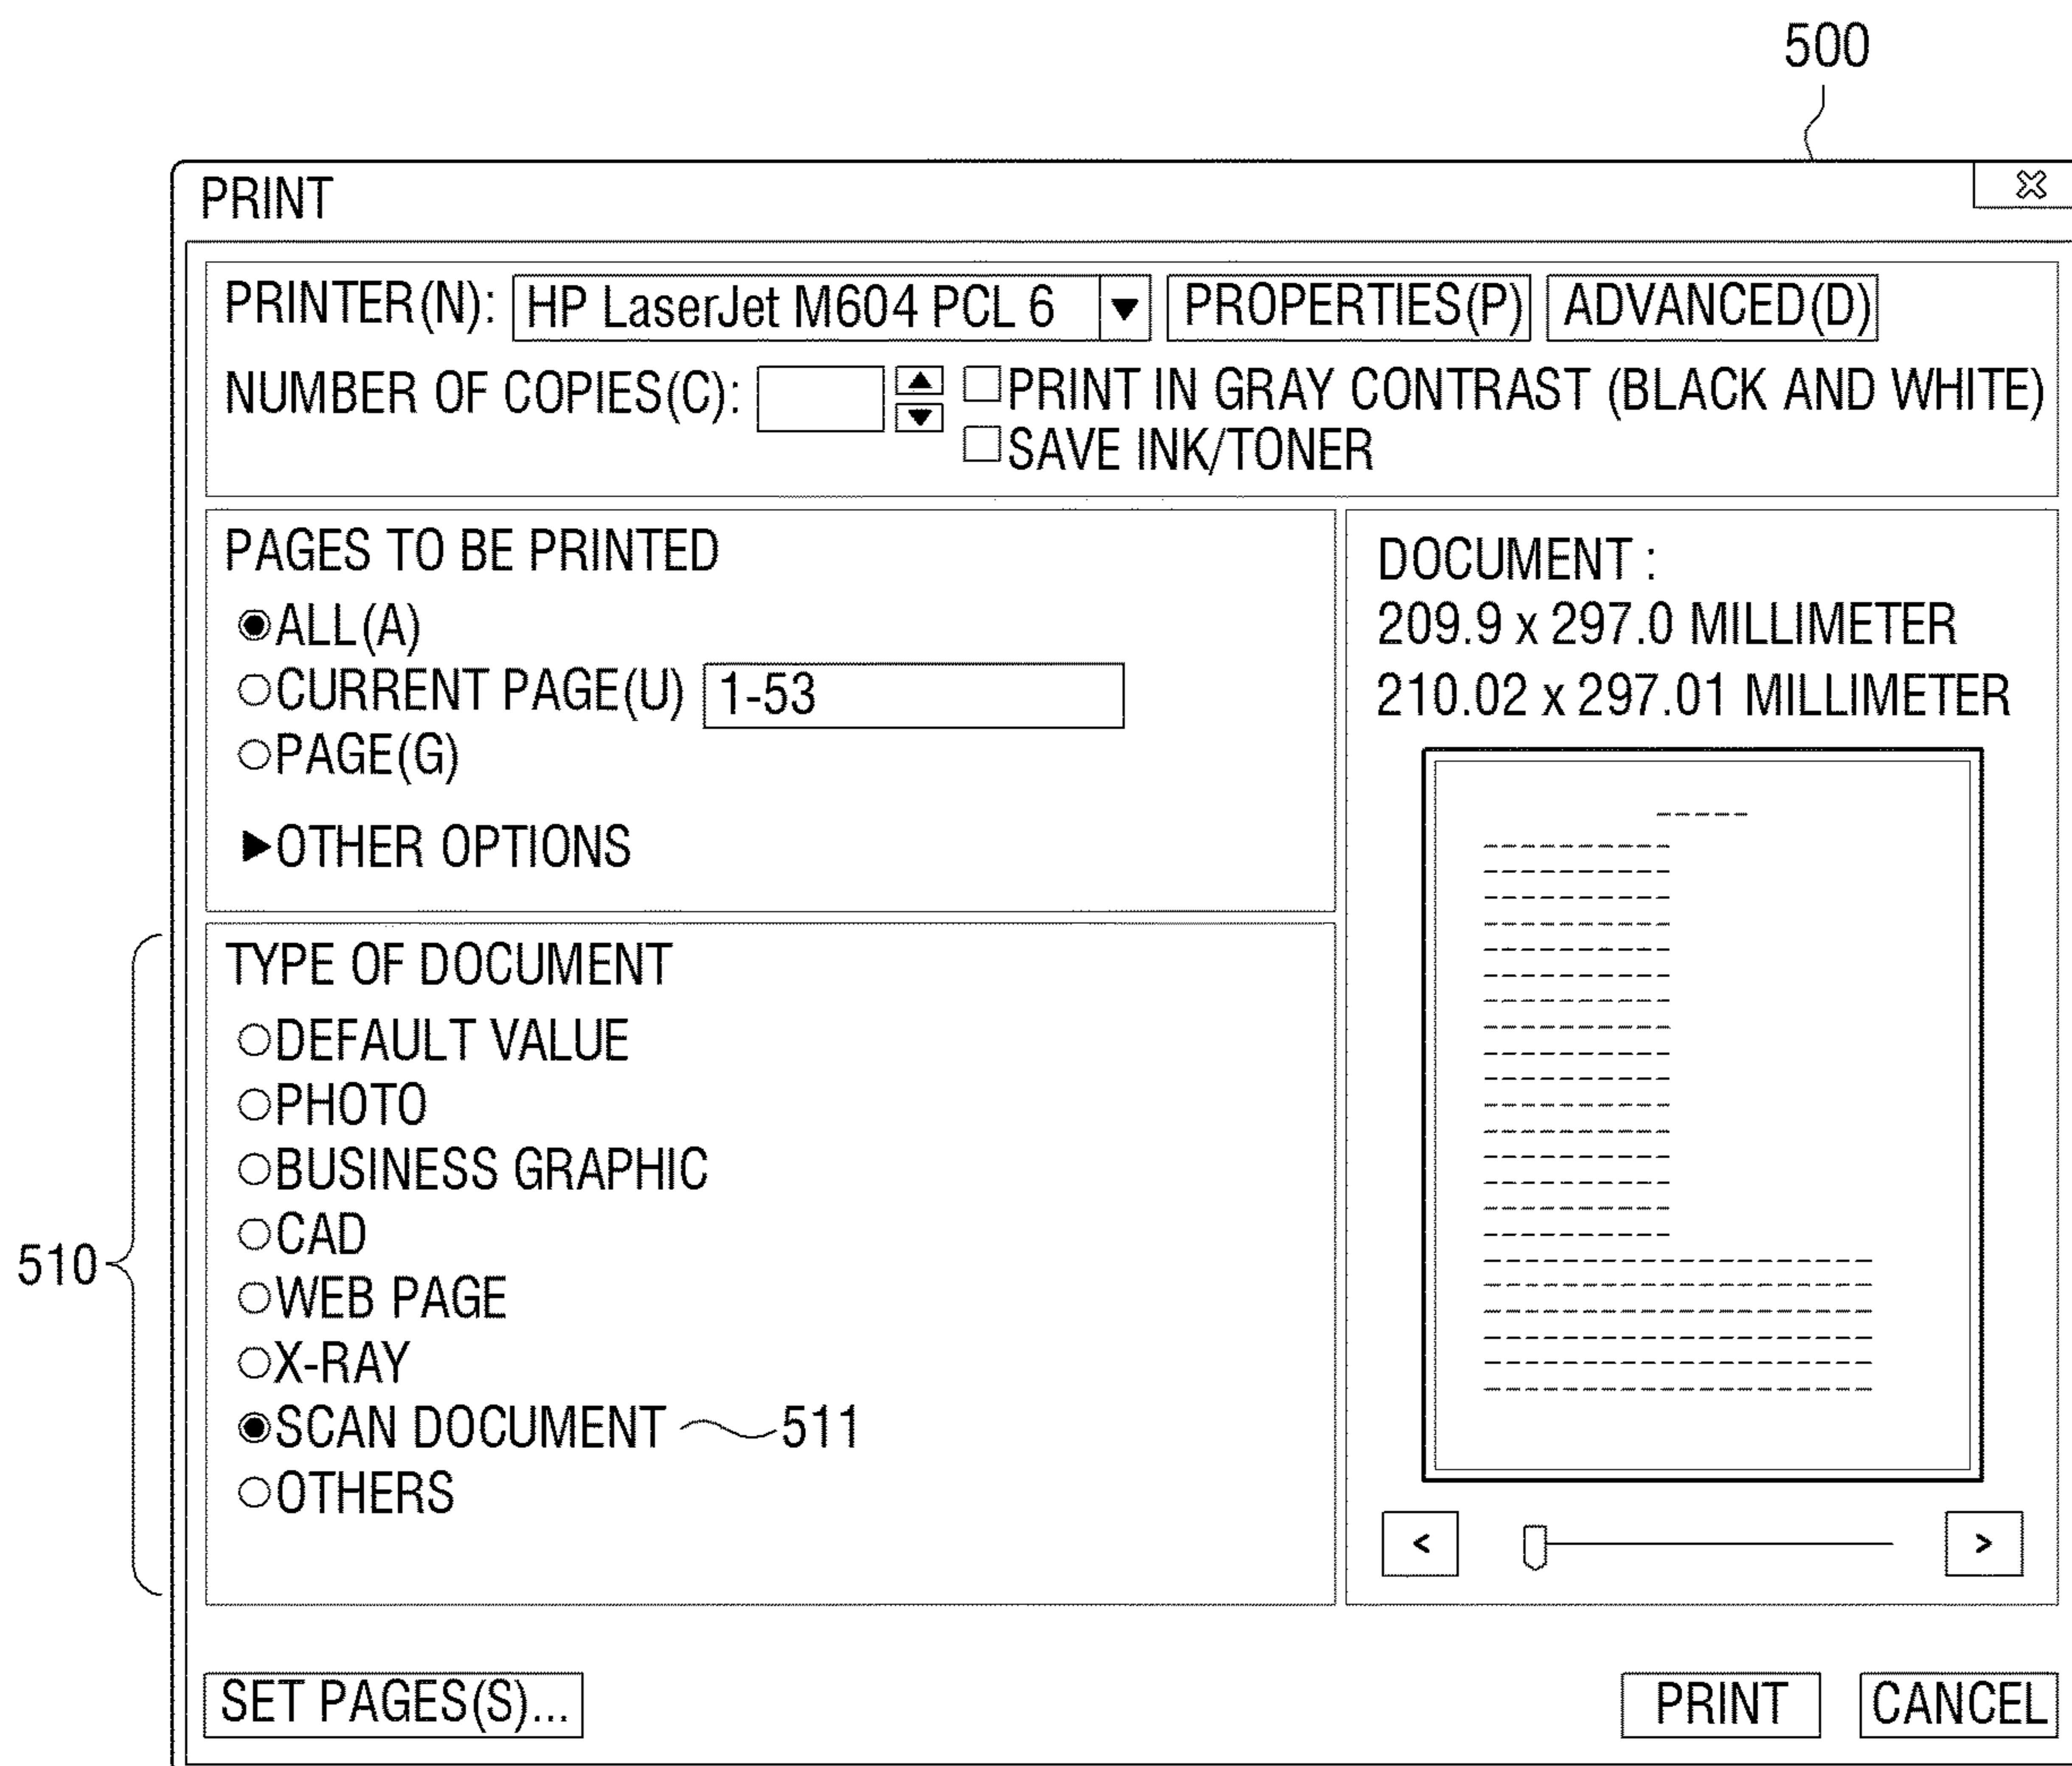 500
PRINT
PRINTER(N): HP LaserJet M604 PCL 6 PROPERTIES(P) ADVANCED(D)
NUMBER OF COPIES(C): PRINT IN GRAY CONTRAST (BLACK AND WHITE)
SAVE INK/TONER
PAGES TO BE PRINTED
ALL(A)
CURRENT PAGE(U) 1-53
PAGE(G)
OTHER OPTIONS
DOCUMENT :
209.9 x 297.0 MILLIMETER
210.02 x 297.01 MILLIMETER
510
TYPE OF DOCUMENT
DEFAULT VALUE
PHOTO
BUSINESS GRAPHIC
CAD
WEB PAGE
X-RAY
SCAN DOCUMENT 511
OTHERS
< >
SET PAGES(S)... PRINT CANCEL